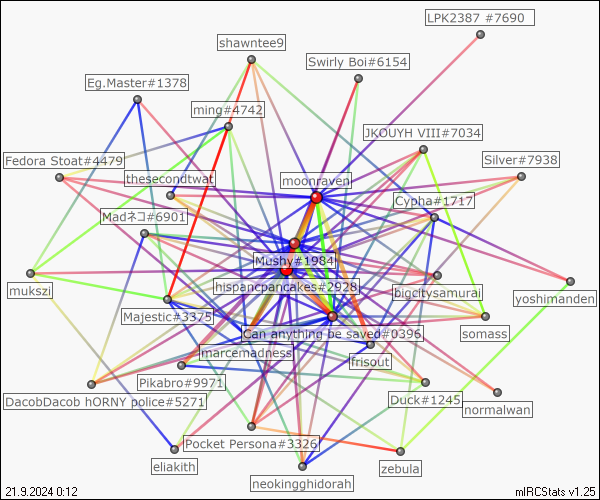 LPK2387 #7690
shawntee9
Swirly Boi#6154
Eg.Master#1378
ming#4742
JKOUYH VIII#7034
Fedora Stoat#4479
Silver#7938
thesecondtwat
moonraven
Cypha#1717
Madネコ#6901
Mushy#1984
mukszi
hispancpancakes#2928
bigcitysamurai
yoshimanden
Majestic#3375
Can anything be saved#0396
somass
marcemadness
frisout
Pikabro#9971
DacobDacob hORNY police#5271
Duck#1245
normalwan
Pocket Persona#3326
eliakith
zebula
neokingghidorah
21.9.2024 0:12
mIRCStats v1.25